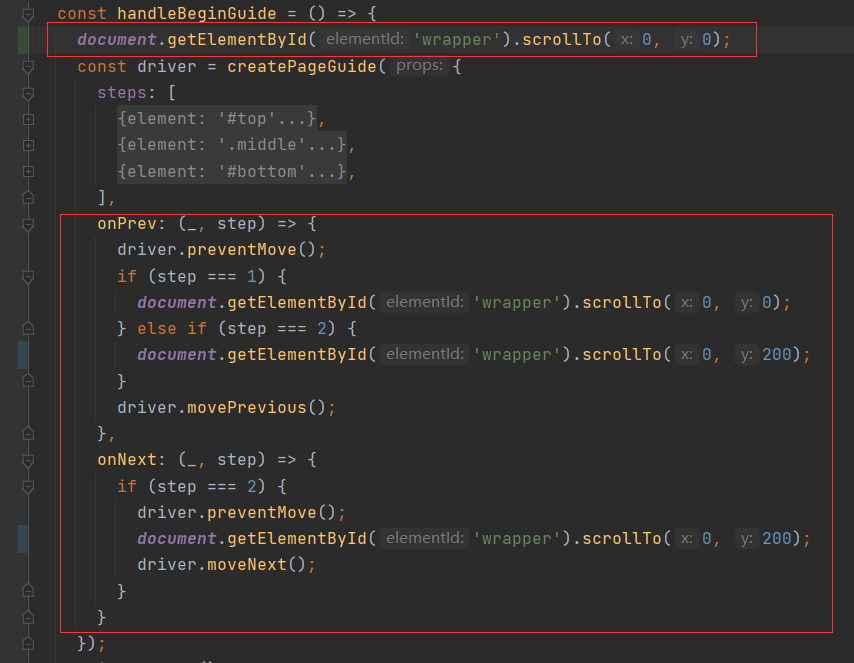 const handleBeginGuide = () => {
document.getElementById( elementId: 'wrapper').scrollTo( x: 0, y: 0);
const driver = createPageGuide( props: {
steps: [
{element: '#top'...},
{element: '.middle'...},
{element: '#bottom'...},
],
onPrev: (_, step) => {
driver.preventMove();
if (step === 1) {
document.getElementById( elementId: 'wrapper').scrollTo( x: 0, y: 0);
} else if (step === 2) {
document.getElementById( elementId: 'wrapper').scrollTo( x: 0, y: 200);
}
driver.movePrevious();
},
onNext: (_, step) => {
if (step === 2) {
driver.preventMove();
document.getElementById( elementId: 'wrapper').scrollTo( x: 0, y: 200);
driver.moveNext();
}
}
});